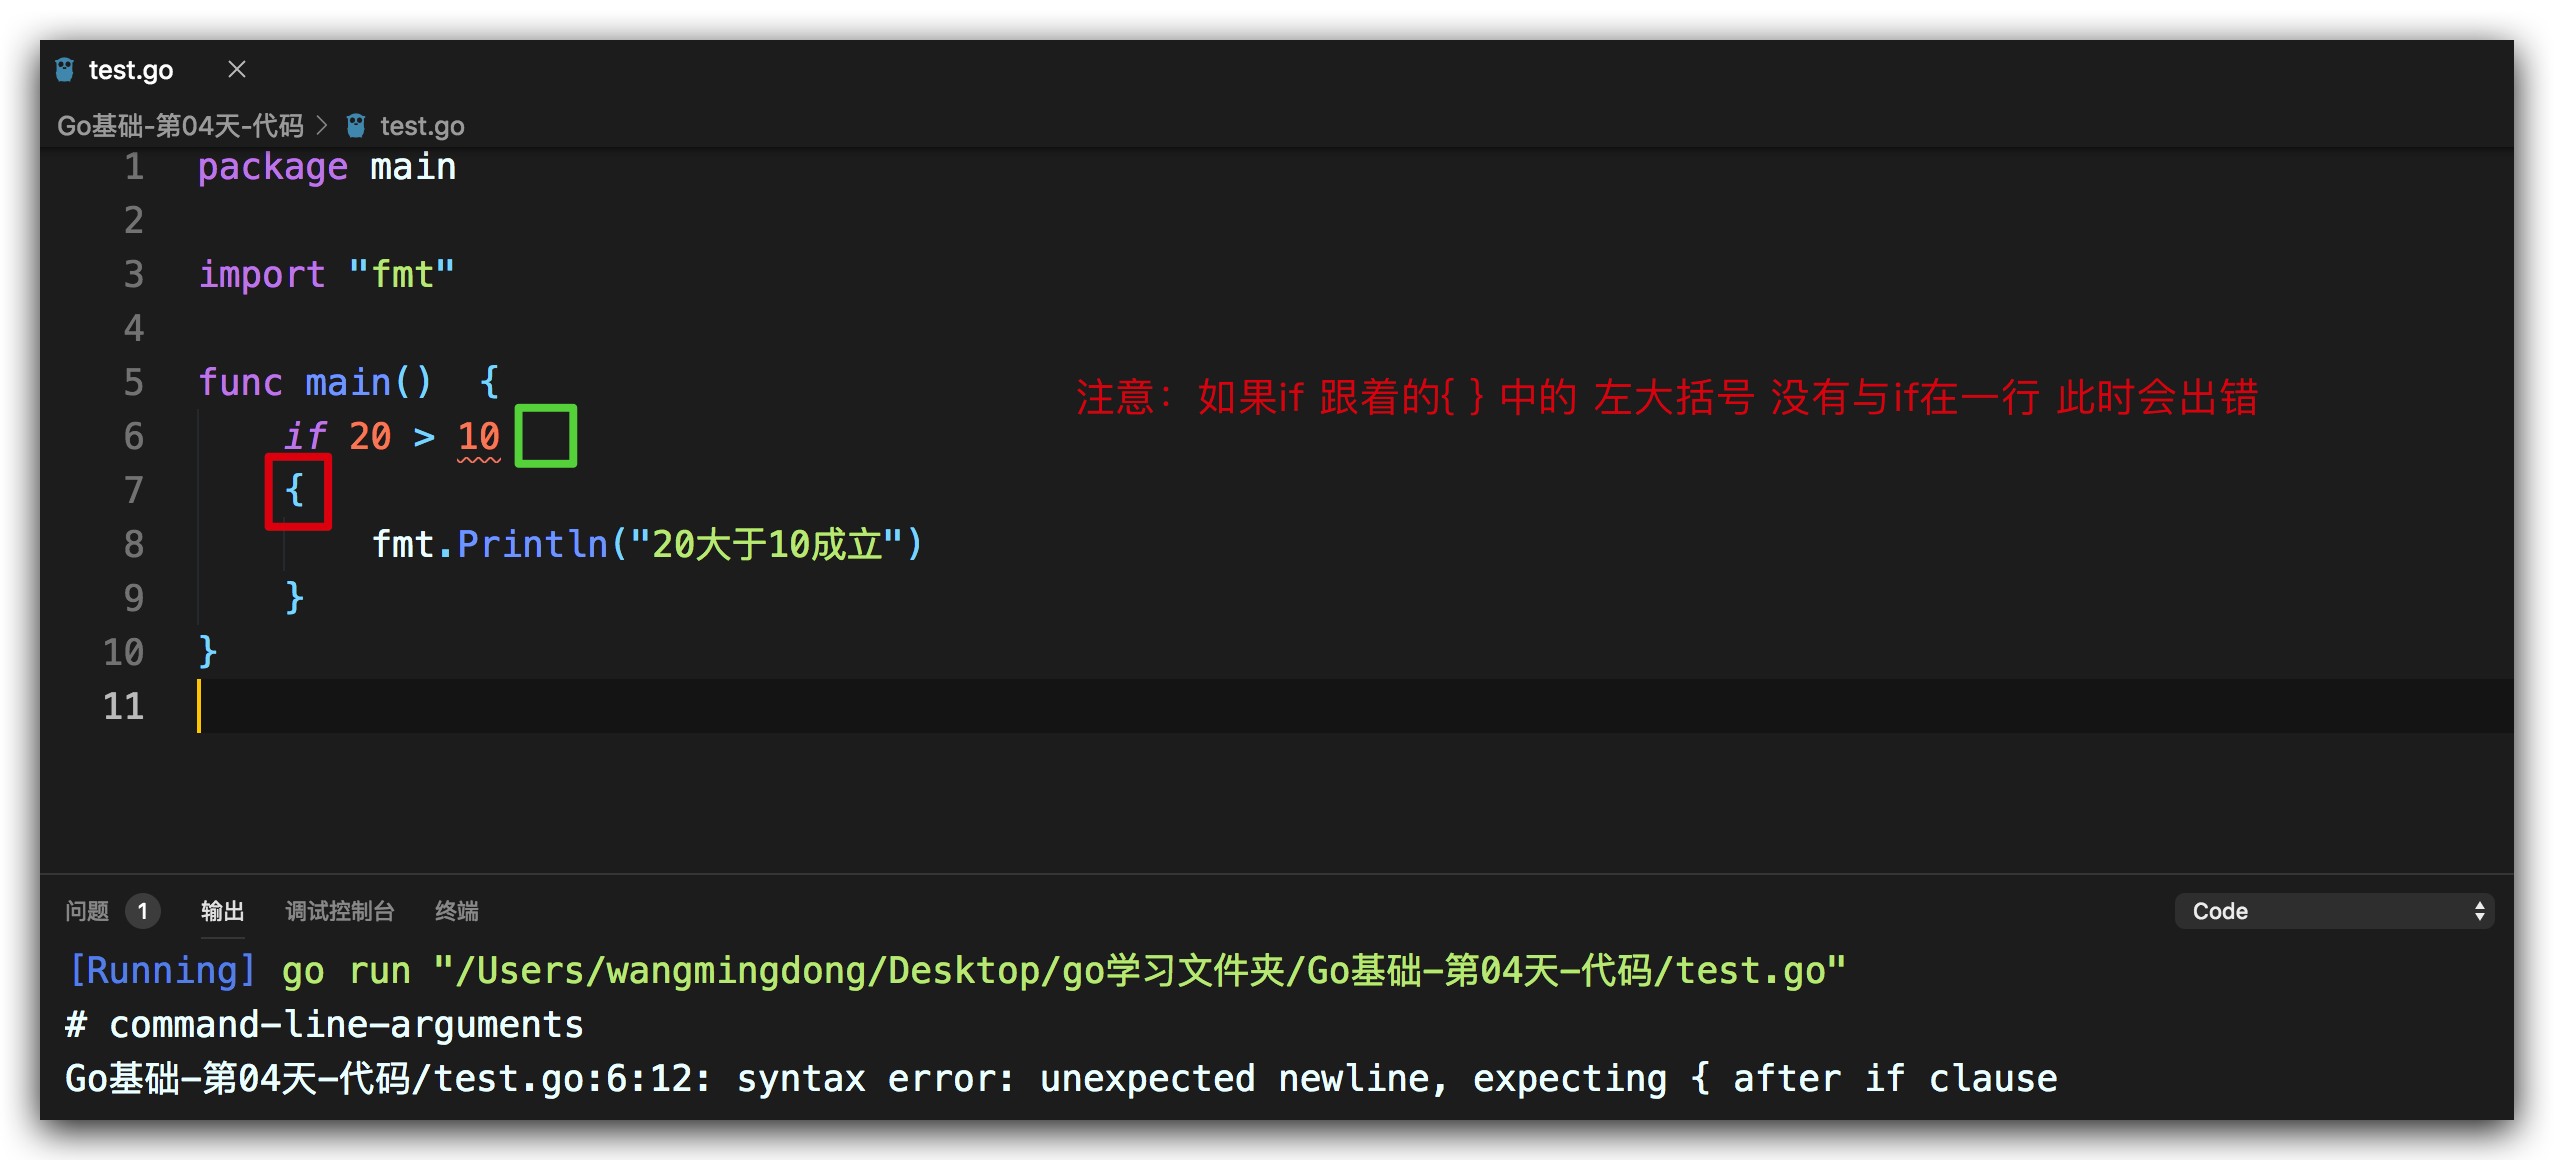 test.go
Go基础-第04天-代码 > test.go
1 package main
2
3 import "fmt"
4
5 func main()  {
注意：如果if 跟着的{ } 中的 左大括号 没有与if在一行 此时会出错
6     if 20 > 10
7     {
8         fmt.Println("20大于10成立")
9     }
10 }
11
问题 1 输出 调试控制台 终端 Code
[Running] go run "/Users/wangmingdong/Desktop/go学习文件夹/Go基础-第04天-代码/test.go"
# command-line-arguments
Go基础-第04天-代码/test.go:6:12: syntax error: unexpected newline, expecting { after if clause